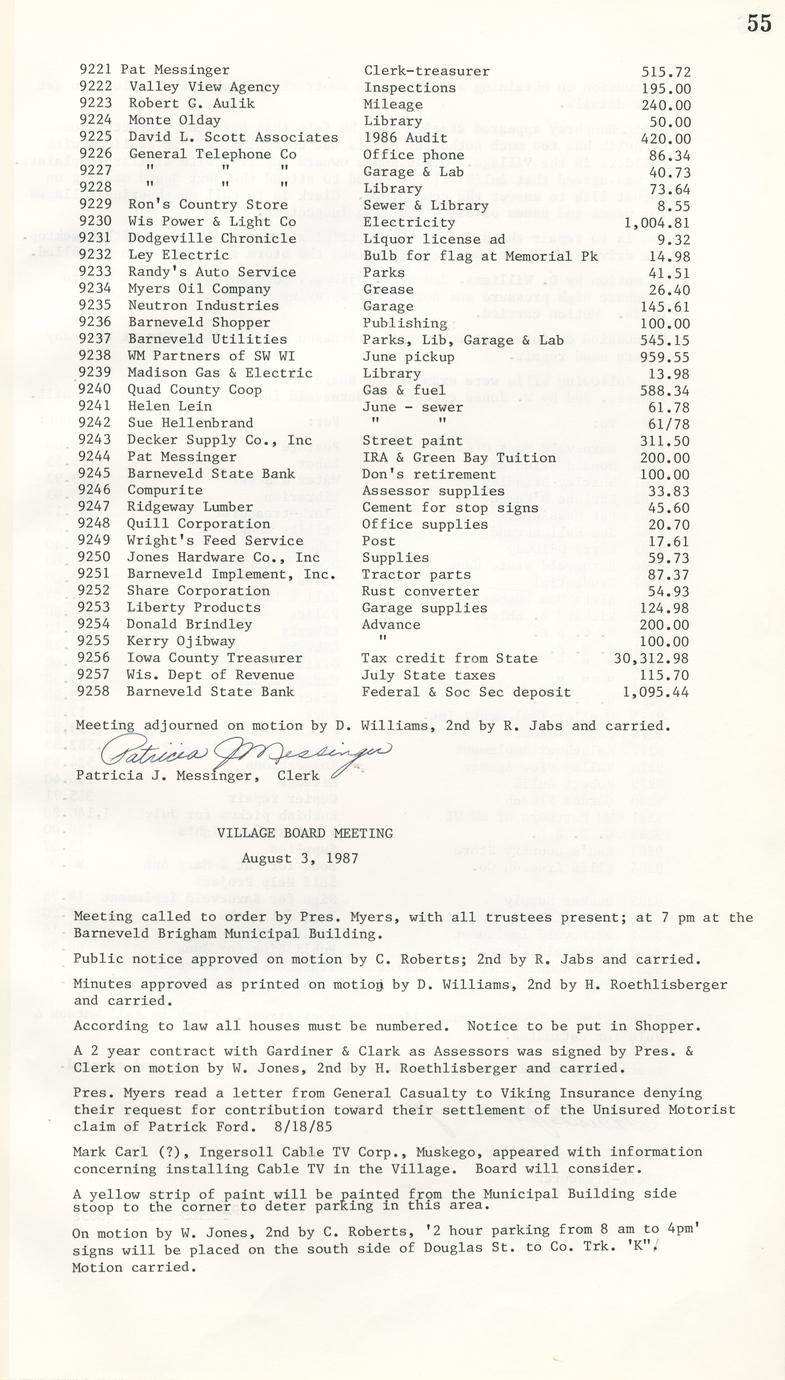 55
9221 Pat Messinger Clerk-treasurer 515.72
9222 Valley View Agency Inspections 195.00
9223 Robert G. Aulik Mileage 240.00
9224 Monte Olday Library 50.00
9225 David L. Scott Associates 1986 Audit 420.00
9226 General Telephone Co Office phone 86.34
9227 " " " Garage & Lab 40.73
9228 " " " Library 73.64
9229 Ron's Country Store Sewer & Library 8.55
9230 Wis Power & Light Co Electricity 1,004.81
9231 Dodgeville Chronicle Liquor license ad 9.32
9232 Ley Electric Bulb for flag at Memorial Pk 14.98
9233 Randy's Auto Service Parks 41.51
9234 Myers Oil Company Grease 26.40
9235 Neutron Industries Garage 145.61
9236 Barneveld Shopper Publishing 100.00
9237 Barneveld Utilities Parks, Lib, Garage & Lab 545.15
9238 WM Partners of SW WI June pickup 959.55
9239 Madison Gas & Electric Library 13.98
9240 Quad County Coop Gas & fuel 588.34
9241 Helen Lein June - sewer 61.78
9242 Sue Hellenbrand " " 61/78
9243 Decker Supply Co., Inc Street paint 311.50
9244 Pat Messinger IRA & Green Bay Tuition 200.00
9245 Barneveld State Bank Don's retirement 100.00
9246 Compurite Assessor supplies 33.83
9247 Ridgeway Lumber Cement for stop signs 45.60
9248 Quill Corporation Office supplies 20.70
9249 Wright's Feed Service Post 17.61
9250 Jones Hardware Co., Inc Supplies 59.73
9251 Barneveld Implement, Inc. Tractor parts 87.37
9252 Share Corporation Rust converter 54.93
9253 Liberty Products Garage supplies 124.98
9254 Donald Brindley Advance 200.00
9255 Kerry Ojibway " 100.00
9256 Iowa County Treasurer Tax credit from State 30,312.98
9257 Wis. Dept of Revenue July State taxes 115.70
9258 Barneveld State Bank Federal & Soc Sec deposit 1,095.44
Meeting adjourned on motion by D. Williams, 2nd by R. Jabs and carried.
Patricia J Messinger
Patricia J. Messinger, Clerk
VILLAGE BOARD MEETING
August 3, 1987
Meeting called to order by Pres. Myers, with all trustees present; at 7 pm at the
Barneveld Brigham Municipal Building.
Public notice approved on motion by C. Roberts; 2nd by R. Jabs and carried.
Minutes approved as printed on motion by D. Williams, 2nd by H. Roethlisberger
and carried.
According to law all houses must be numbered. Notice to be put in Shopper.
A 2 year contract with Gardiner & Clark as Assessors was signed by Pres. &
Clerk on motion by W. Jones, 2nd by H. Roethlisberger and carried.
Pres. Myers read a letter from General Casualty to Viking Insurance denying
their request for contribution toward their settlement of the Unisured Motorist
claim of Patrick Ford. 8/18/85
Mark Carl (?), Ingersoll Cable TV Corp., Muskego, appeared with information
concerning installing Cable TV in the Village. Board will consider.
A yellow strip of paint will be painted from the Municipal Building side
stoop to the corner to deter parking in this area.
On motion by W. Jones, 2nd by C. Roberts, '2 hour parking from 8 am to 4pm'
signs will be placed on the south side of Douglas St. to Co. Trk. 'K".
Motion carried.